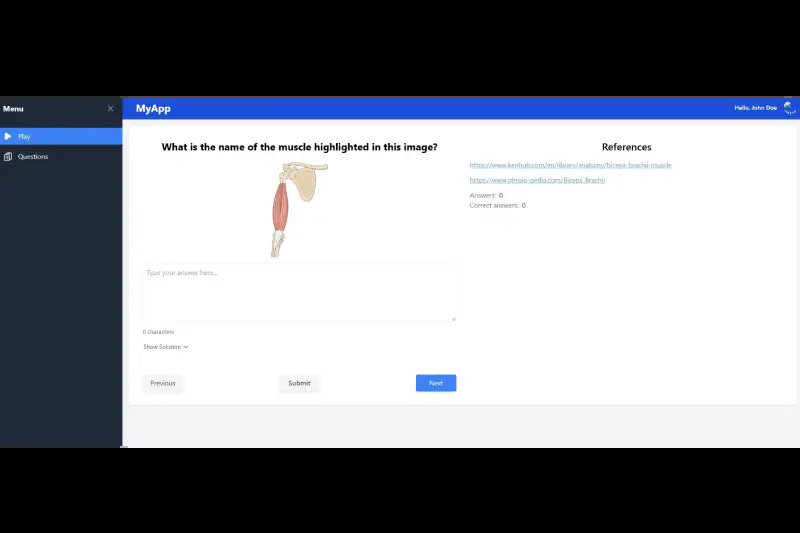 Menu
MyApp
Hello, John Doe
Play
Questions
What is the name of the muscle highlighted in this image?
References
https://www.kenhub.com/en/library/anatomy/biceps-brachii-muscle
https://www.physio-pedia.com/Biceps_Brachii
Answers: 0
Correct answers: 0
Type your answer here...
0 characters
Show Solution
Previous
Submit
Next